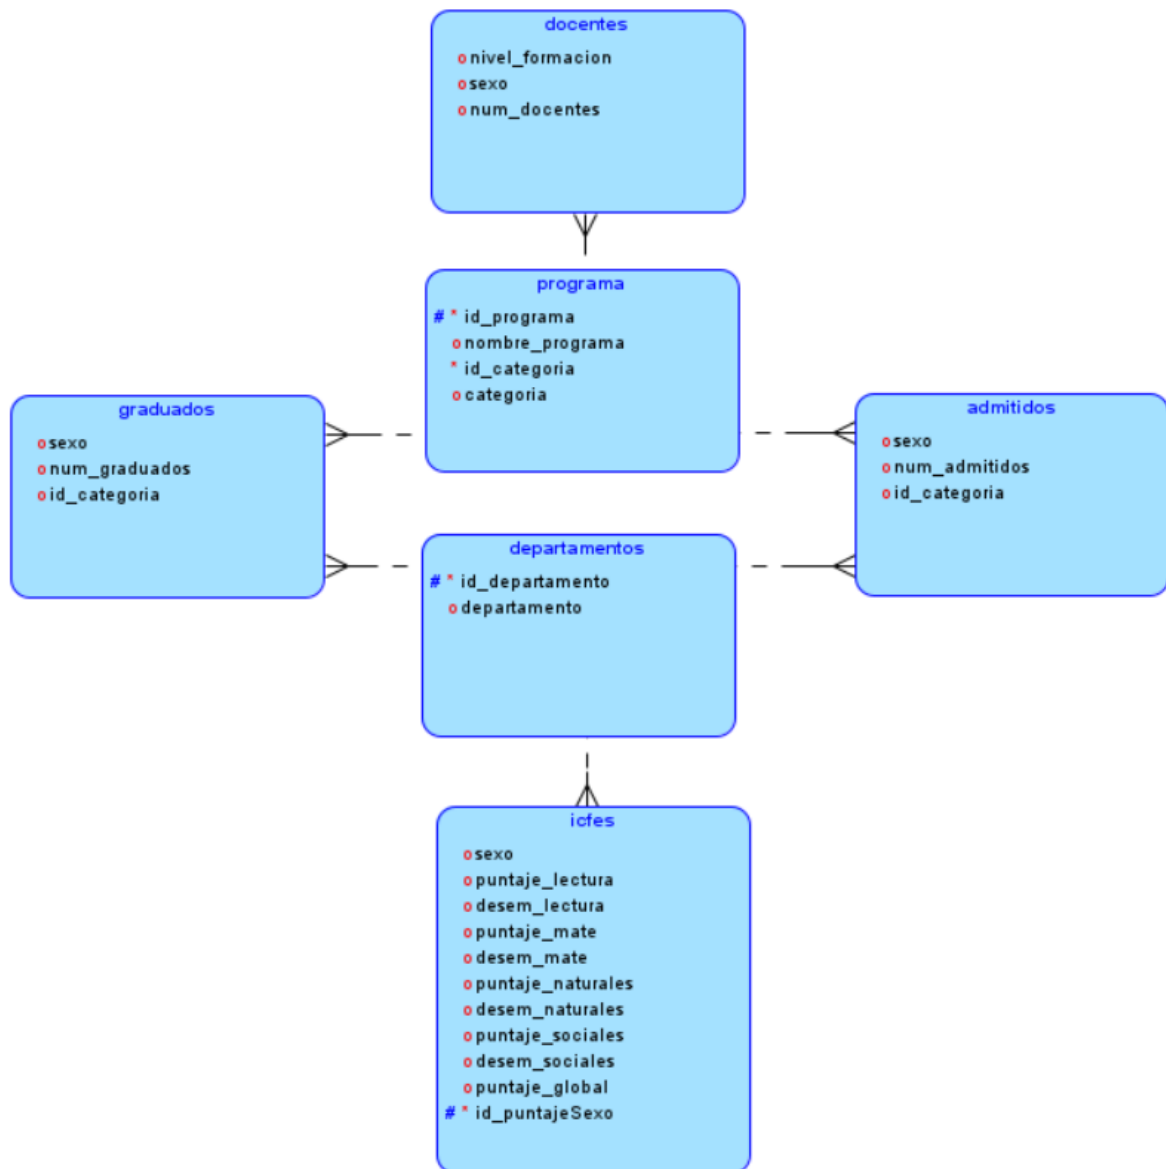 docentes
o nivel_formacion
o sexo
o num_docentes
programa
# * id_programa
o nombre_programa
* id_categoria
o categoria
graduados
o sexo
o num_graduados
o id_categoria
admitidos
o sexo
o num_admitidos
o id_categoria
departamentos
# * id_departamento
o departamento
icfes
o sexo
o puntaje_lectura
o desem_lectura
o puntaje_mate
o desem_mate
o puntaje_naturales
o desem_naturales
o puntaje_sociales
o desem_sociales
o puntaje_global
# * id_puntajeSexo